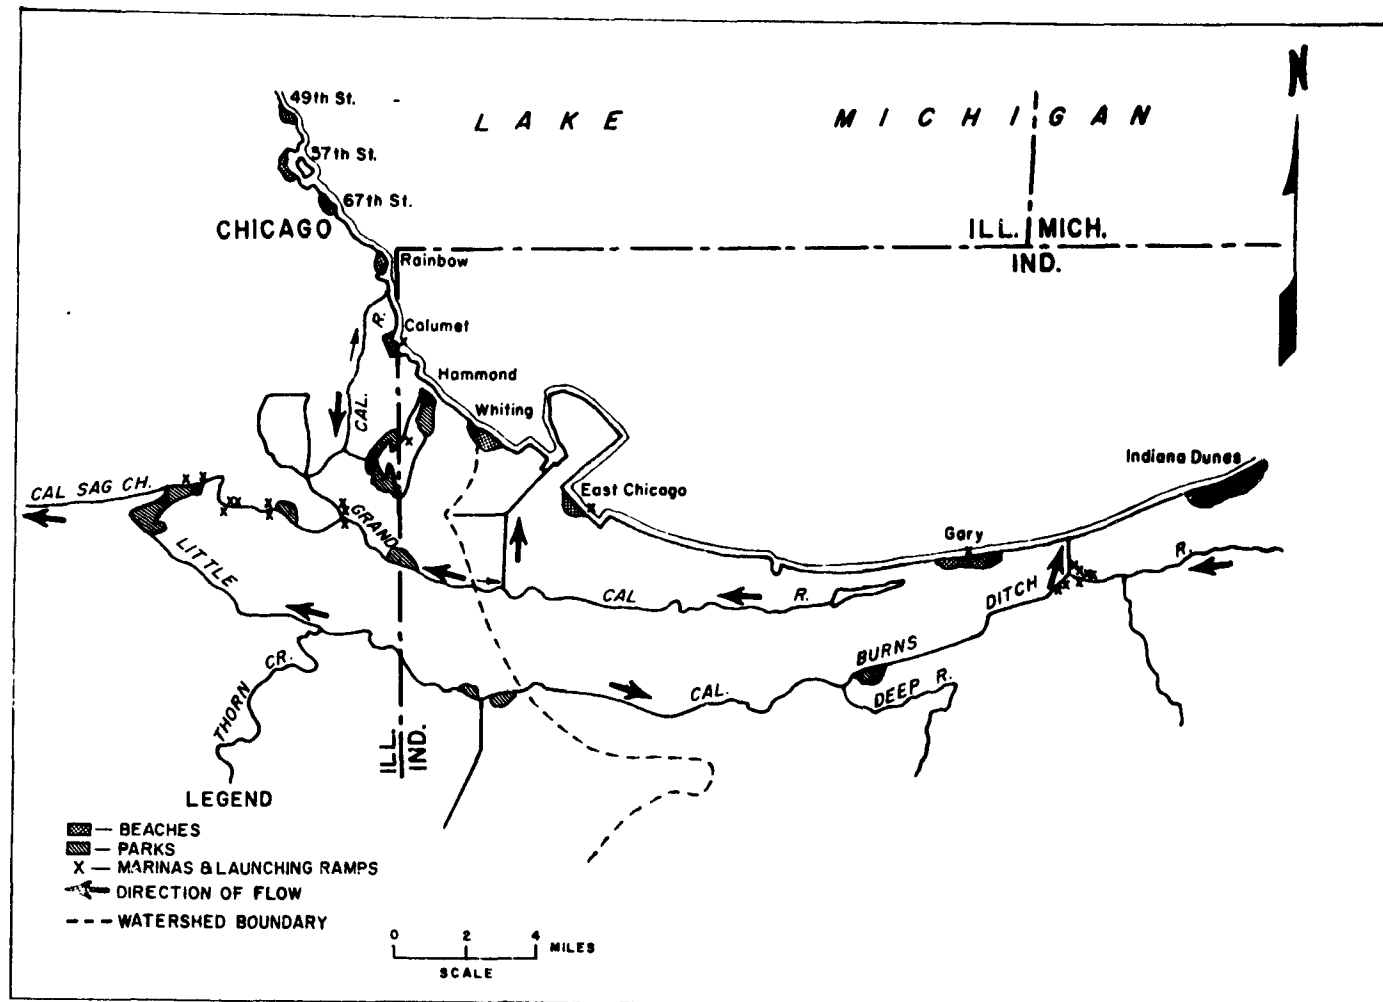 N
49th St.
LAKE MICHIGAN
57th St.
67th St.
CHICAGO
ILL. MICH.
IND.
Rainbow
R.
Calumet
Hammond
CAL.
Whiting
Indiana Dunes
CAL SAG CH.
East Chicago
GRAND
Gary
LITTLE
R.
CAL
R.
DITCH
BURNS
THORN CR.
CAL.
DEEP R.
ILL.
IND.
LEGEND
— BEACHES
— PARKS
X — MARINAS & LAUNCHING RAMPS
DIRECTION OF FLOW
--- WATERSHED BOUNDARY
0 2 4
MILES
SCALE